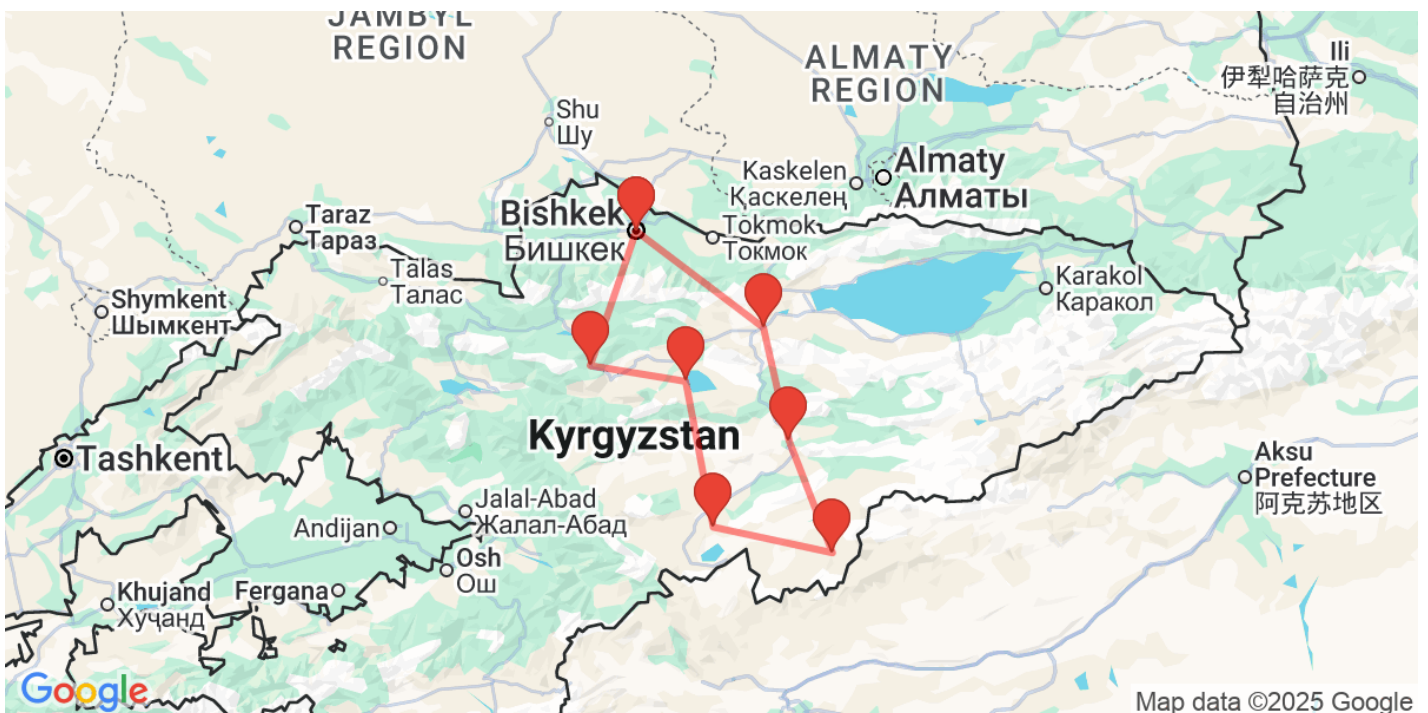 JAMBYL
REGION
ALMATY
REGION
Ili
伊犁哈萨克
自治州
Shu
Шу
Kaskelen
Қаскелең
Almaty
Алматы
Taraz
Тараз
Bishkek
Бишкек
Tokmok
Токмок
Talas
Талас
Karakol
Каракол
Shymkent
Шымкент
Kyrgyzstan
Tashkent
Aksu
Prefecture
阿克苏地区
Jalal-Abad
Жалал-Абад
Andijan
Osh
Ош
Khujand
Хуҷанд
Fergana
Google
Map data ©2025 Google